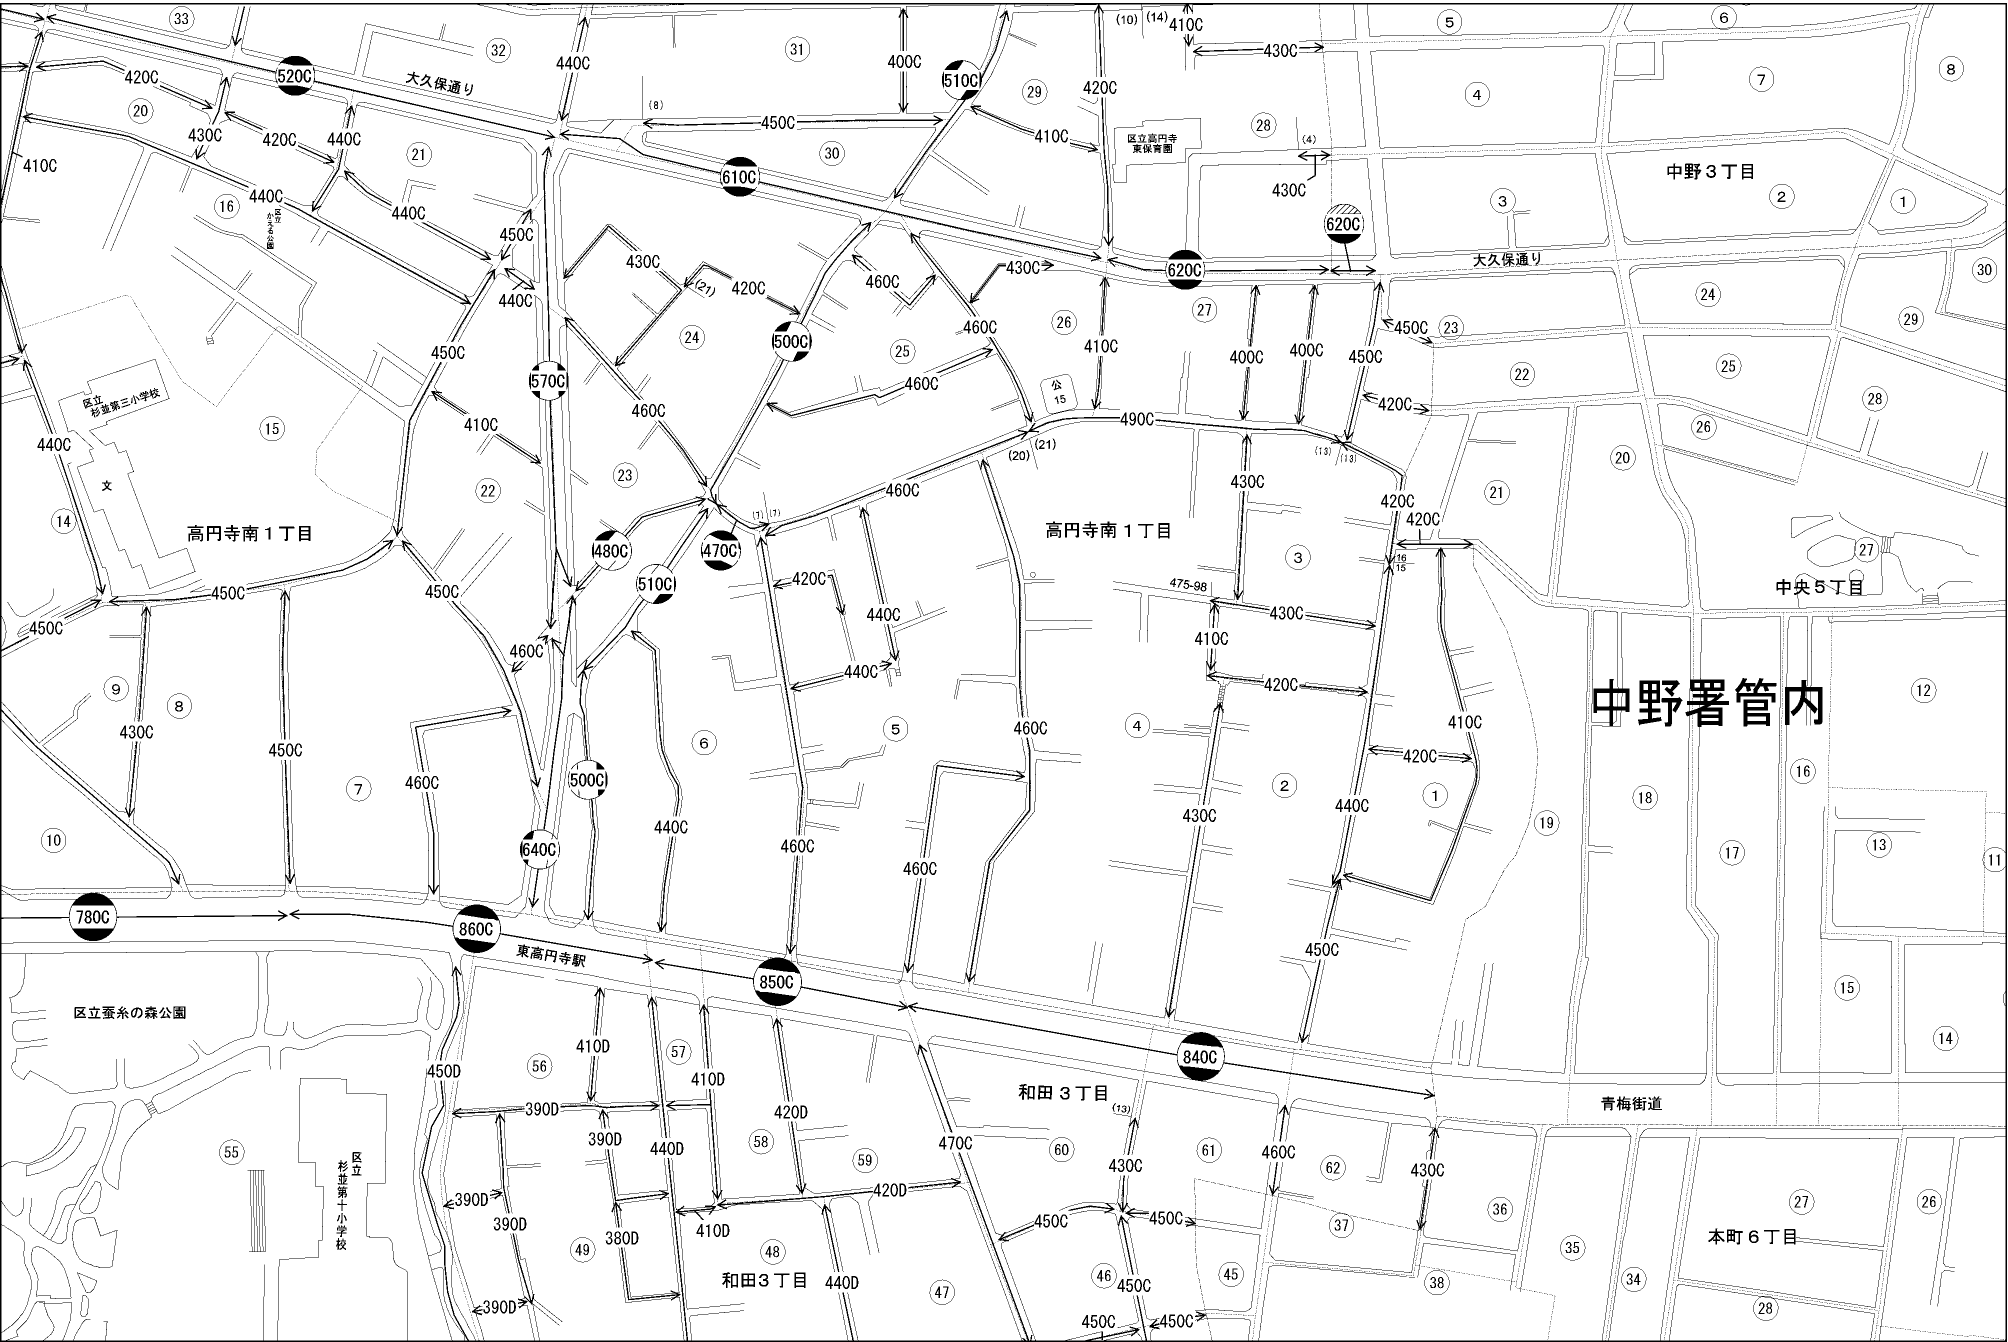 33
32
31
(10)
(14)
410C
5
6
8
520C
大久保通り
440C
400C
510C
29
420C
430C
4
7
420C
20
430C
420C
440C
21
(8)
450C
30
410C
区立高円寺
東保育園
28
(4)
430C
中野3丁目
2
1
3
410C
440C
16
区立
かえる公園
440C
450C
610C
620C
620C
大久保通り
430C
(21)
420C
460C
430C
440C
24
500C
460C
26
27
450C
23
24
30
29
450C
570C
25
460C
410C
400C
400C
450C
22
25
区立
杉並第三小学校
15
440C
410C
460C
公
15
490C
420C
28
26
文
14
高円寺南1丁目
22
23
(7)
(7)
460C
(20)
(21)
高円寺南1丁目
430C
(13)
(13)
420C
420C
21
20
480C
470C
510C
420C
440C
475-98
3
16
15
27
中央5丁目
450C
450C
450C
460C
440C
410C
430C
420C
中野署管内
12
9
8
430C
450C
7
460C
6
500C
440C
5
460C
460C
4
430C
2
440C
410C
420C
1
19
18
17
16
13
11
10
640C
460C
460C
780C
860C
東高円寺駅
850C
450C
15
14
区立蚕糸の森公園
450D
56
410D
57
410D
840C
和田3丁目
青梅街道
55
区立
杉並第十小学校
390D
390D
440D
420D
58
59
470C
(13)
60
430C
61
460C
62
430C
36
27
26
390D
390D
380D
49
410D
420D
48
和田3丁目
440D
47
450C
450C
46
450C
37
45
38
35
34
本町6丁目
28
390D
450C
450C